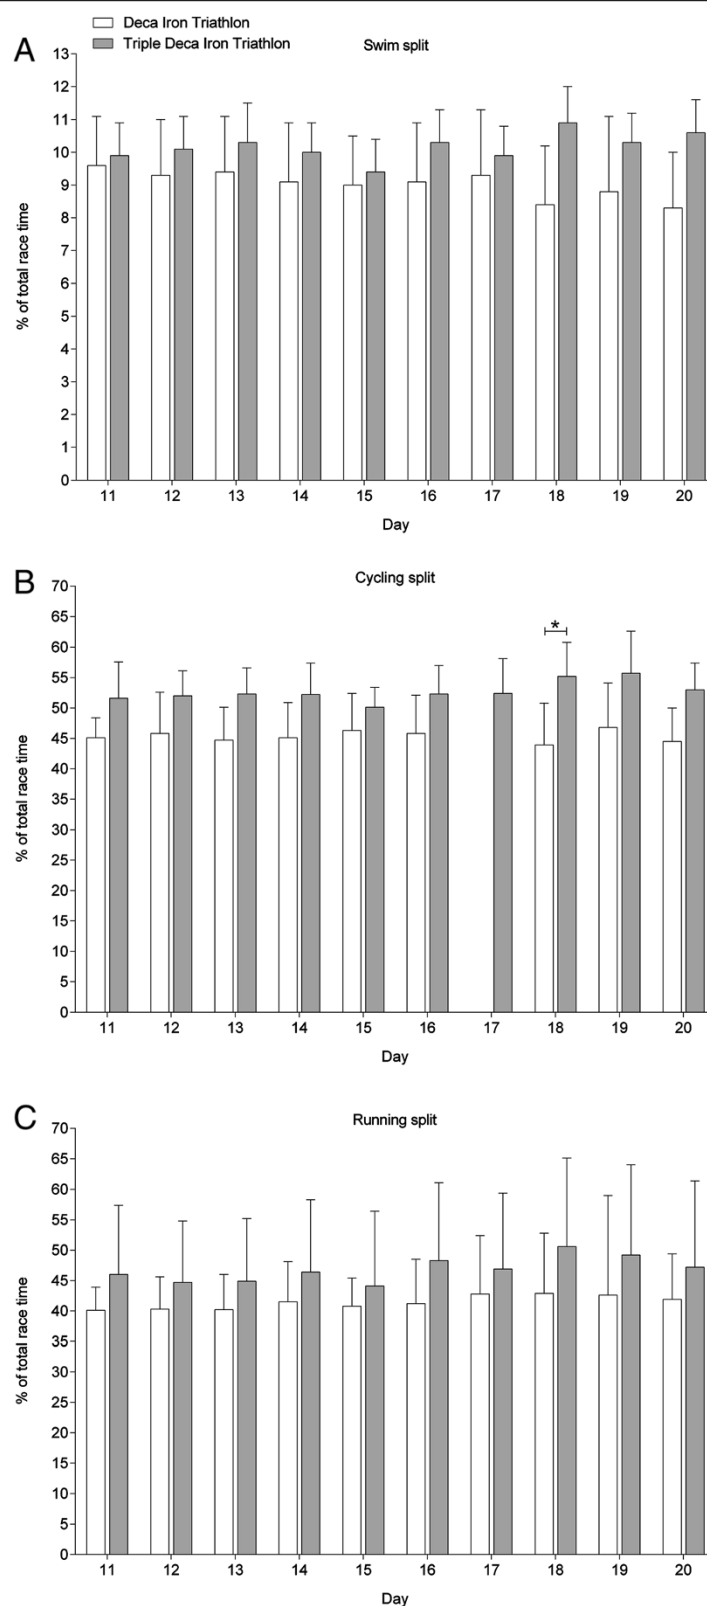 Deca Iron Triathlon
Triple Deca Iron Triathlon
A
Swim split
13
12
11
10
9
8
7
6
5
4
3
2
1
0
% of total race time
11 12 13 14 15 16 17 18 19 20
Day
B
Cycling split
70
65
60
55
50
45
40
35
30
25
20
15
10
5
0
% of total race time
*
11 12 13 14 15 16 17 18 19 20
Day
C
Running split
70
65
60
55
50
45
40
35
30
25
20
15
10
5
0
% of total race time
11 12 13 14 15 16 17 18 19 20
Day